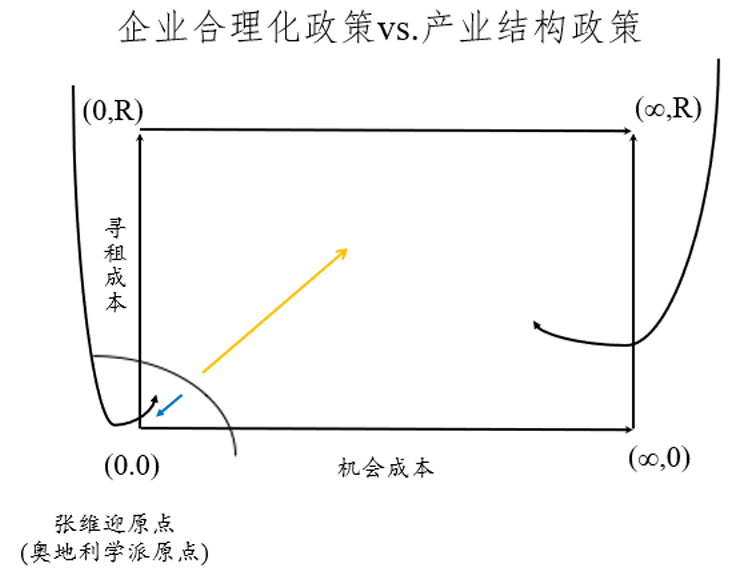 企业合理化政策vs.产业结构政策
(0,R)
(∞,R)
寻租成本
(0.0)
机会成本
(∞,0)
张维迎原点
(奥地利学派原点)